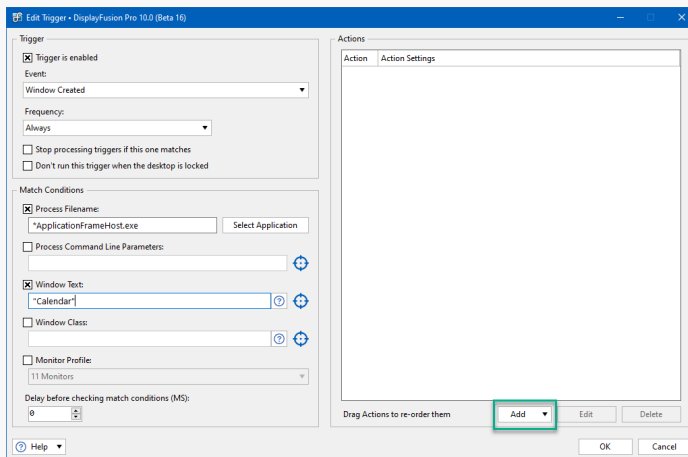 Edit Trigger • DisplayFusion Pro 10.0 (Beta 16)
Trigger
Trigger is enabled
Event:
Window Created
Frequency:
Always
Stop processing triggers if this one matches
Don't run this trigger when the desktop is locked
Match Conditions
Process Filename:
*ApplicationFrameHost.exe
Select Application
Process Command Line Parameters:
Window Text:
"Calendar"
Window Class:
Monitor Profile:
11 Monitors
Delay before checking match conditions (MS):
0
Help
Actions
Action Action Settings
Drag Actions to re-order them
Add
Edit
Delete
OK
Cancel